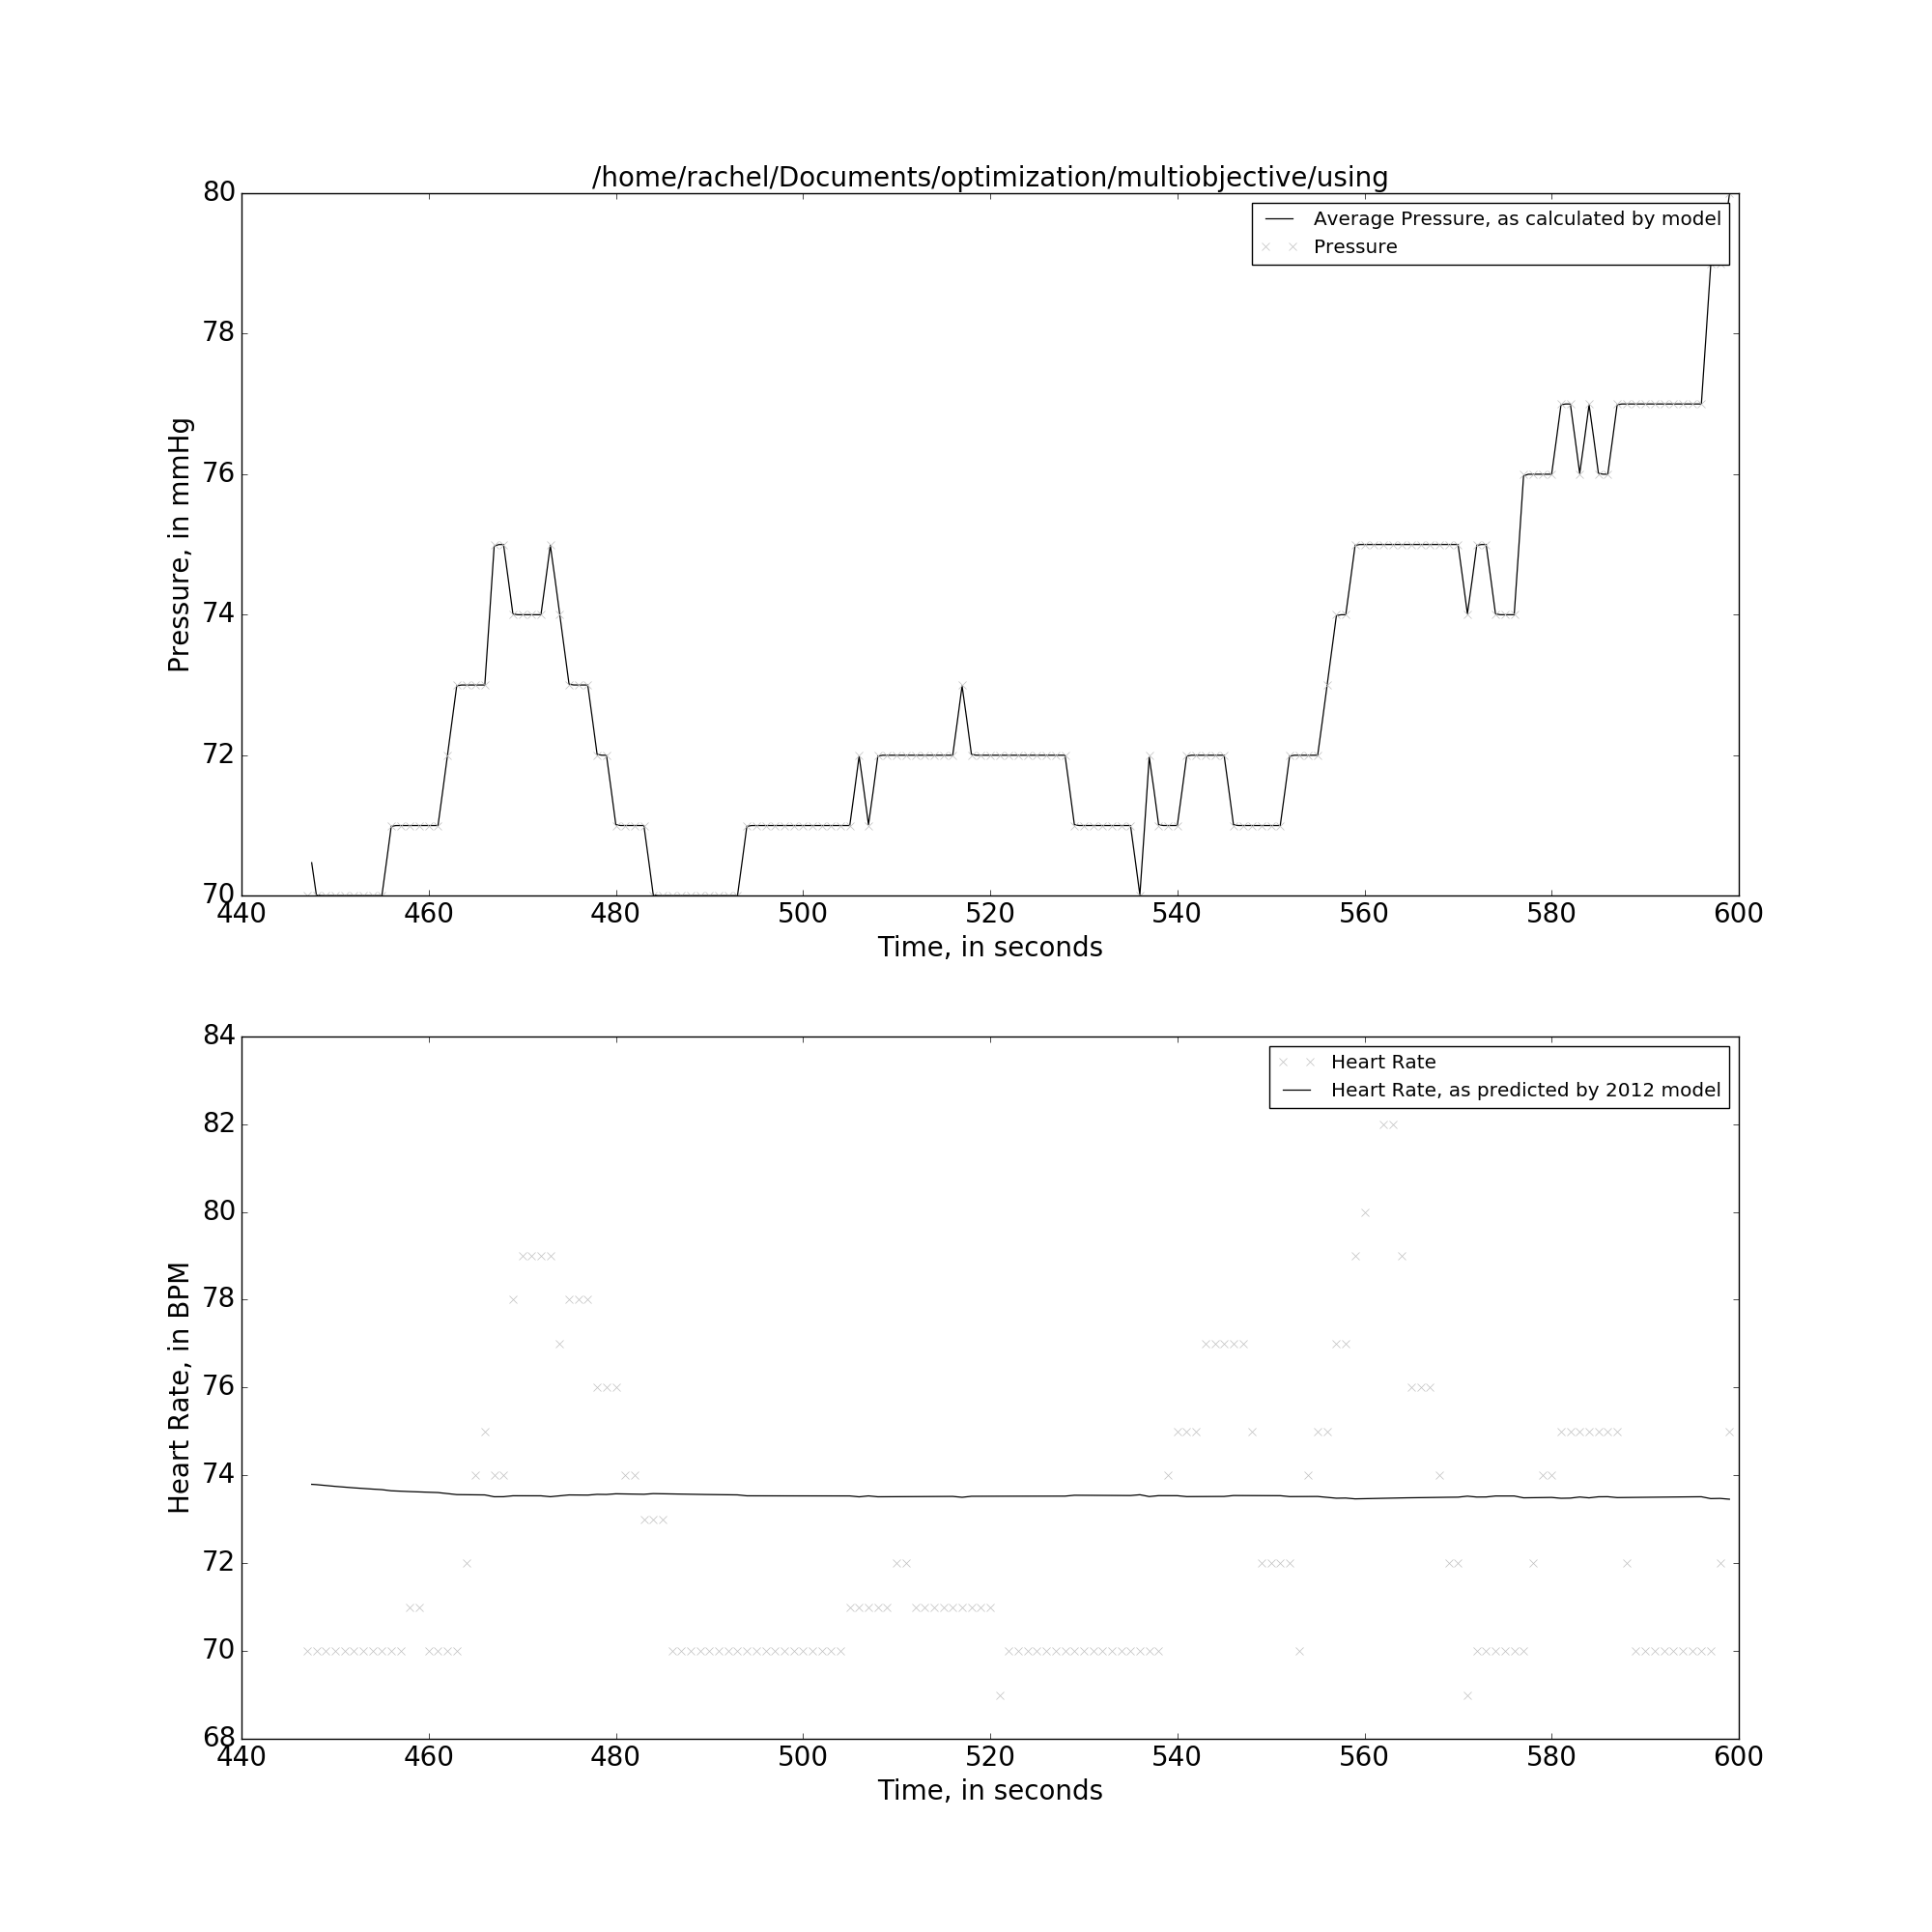 /home/rachel/Documents/optimization/multiobjective/using
80
78
76
74
72
70
Pressure, in mmHg
Average Pressure, as calculated by model
Pressure
440 460 480 500 520 540 560 580 600
Time, in seconds
84
82
80
78
76
74
72
70
68
Heart Rate, in BPM
Heart Rate
Heart Rate, as predicted by 2012 model
440 460 480 500 520 540 560 580 600
Time, in seconds